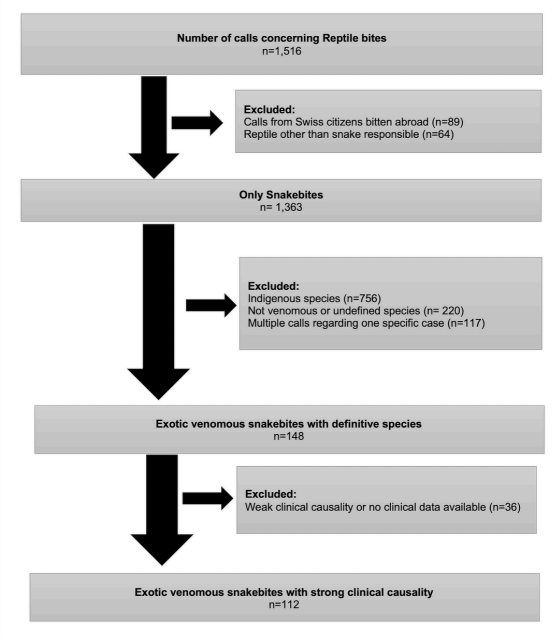 Number of calls concerning Reptile bites
n=1,516
Excluded:
Calls from Swiss citizens bitten abroad (n=89)
Reptile other than snake responsible (n=64)
Only Snakebites
n= 1,363
Excluded:
Indigenous species (n=756)
Not venomous or undefined species (n= 220)
Multiple calls regarding one specific case (n=117)
Exotic venomous snakebites with definitive species
n=148
Excluded:
Weak clinical causality or no clinical data available (n=36)
Exotic venomous snakebites with strong clinical causality
n=112